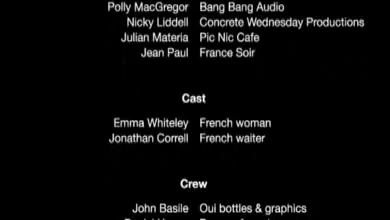 Polly MacGregor Bang Bang Audio
Nicky Liddell Concrete Wednesday Productions
Julian Materia Pic Nic Cafe
Jean Paul France Soir
Cast
Emma Whiteley French woman
Jonathan Correll French waiter
Crew
John Basile Oui bottles & graphics